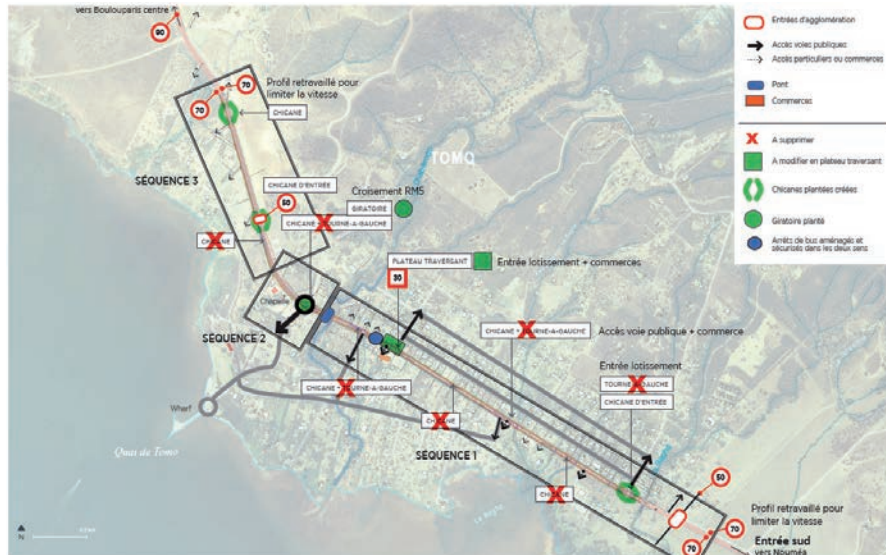 vers Boulouparis centre
90
70
70
Profil retravaillé pour
limiter la vitesse
CHICANE
SÉQUENCE 3
TOMO
CHICANE D'ENTRÉE
50
Croisement RM5
GIRATOIRE
CHICANE + TOURNE-A-GAUCHE
CHICANE
PLATEAU TRAVERSANT
Entrée lotissement + commerces
30
Chapelle
SÉQUENCE 2
CHICANE + TOURNE-A-GAUCHE
Accès voie publique + commerce
Entrée lotissement
TOURNE-A-GAUCHE
CHICANE D'ENTRÉE
CHICANE + TOURNE-A-GAUCHE
CHICANE
Wharf
Quai de Tomo
SÉQUENCE 1
CHICANE
50
Profil retravaillé pour
limiter la vitesse
70
70
Entrée sud
vers Nouméa
N
Entrées d'agglomération
Accès voies publiques
Accès particuliers ou commerces
Pont
Commerces
A supprimer
A modifier en plateau traversant
Chicanes plantées créées
Giratoire planté
Arrêts de bus aménagés et
sécurisés dans les deux sens